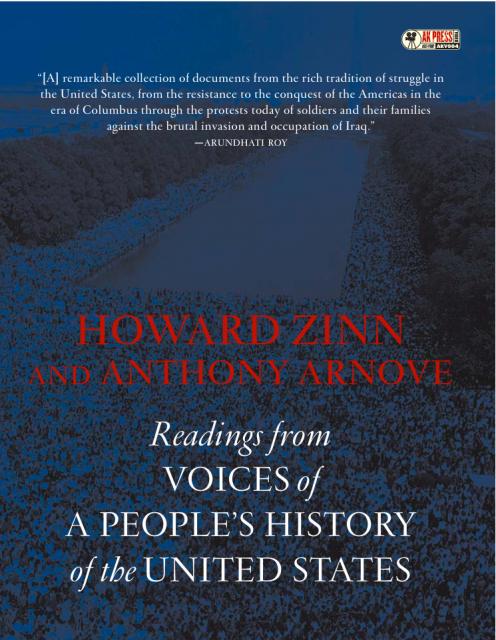 AK PRESS
AKV004
“[A] remarkable collection of documents from the rich tradition of struggle in
the United States, from the resistance to the conquest of the Americas in the
era of Columbus through the protests today of soldiers and their families
against the brutal invasion and occupation of Iraq.”
—ARUNDHATI ROY
HOWARD ZINN
AND ANTHONY ARNOVE
Readings from
VOICES of
A PEOPLE’S HISTORY
of the UNITED STATES